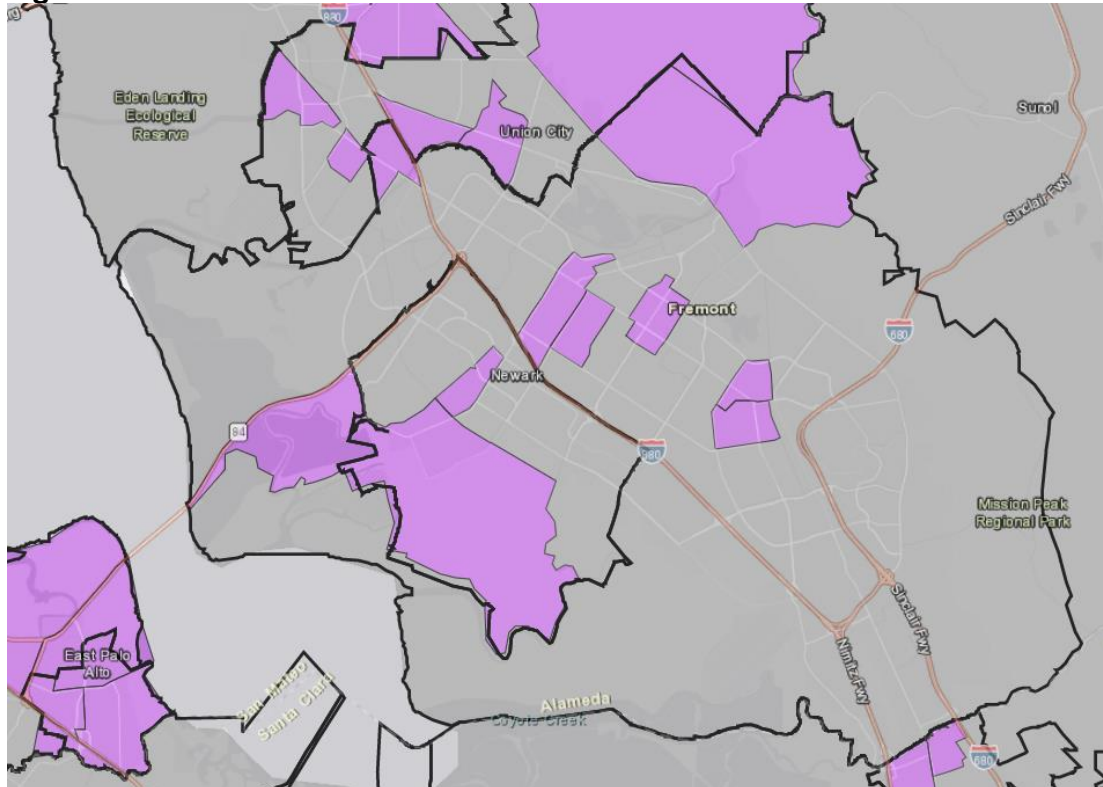 880
Eden Landing
Ecological
Reserve
Union City
Sunol
Sinclair Fwy
Fremont
680
Newark
84
880
Mission Peak
Regional Park
Sinclair Fwy
Nimitz Fwy
East Palo
Alto
San Mateo
Santa Clara
Alameda
Coyote Creek
680